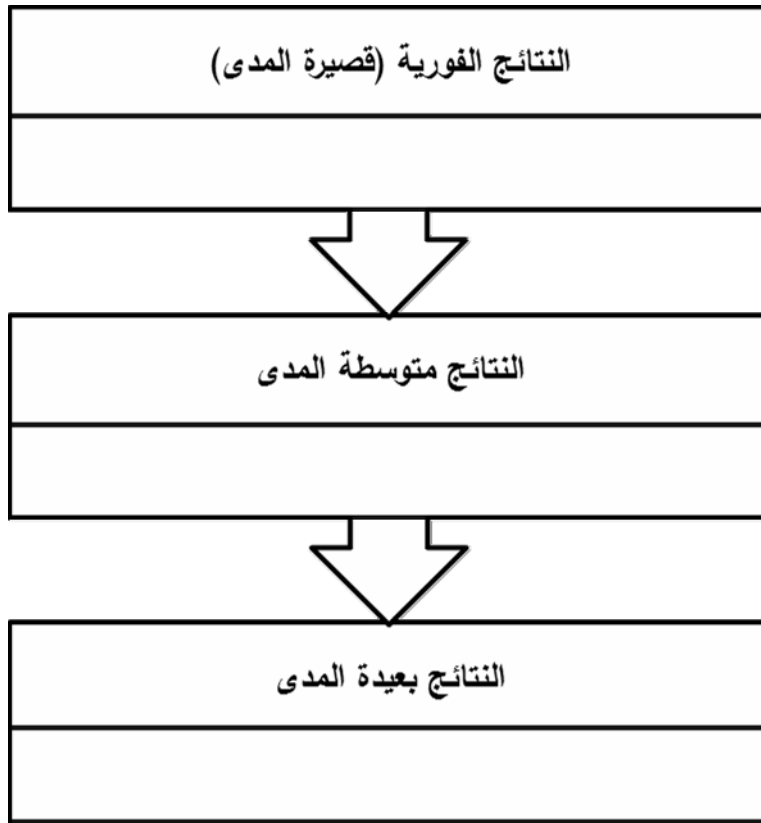 النتائج الفورية (قصيرة المدى)
النتائج متوسطة المدى
النتائج بعيدة المدى